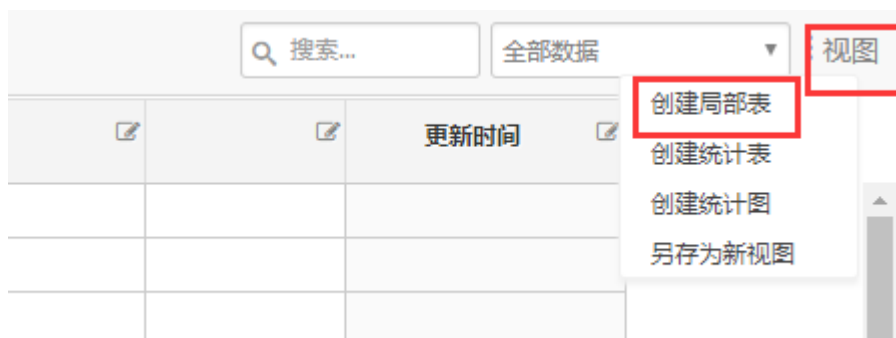 搜索...
全部数据
视图
创建局部表
更新时间
创建统计表
创建统计图
另存为新视图